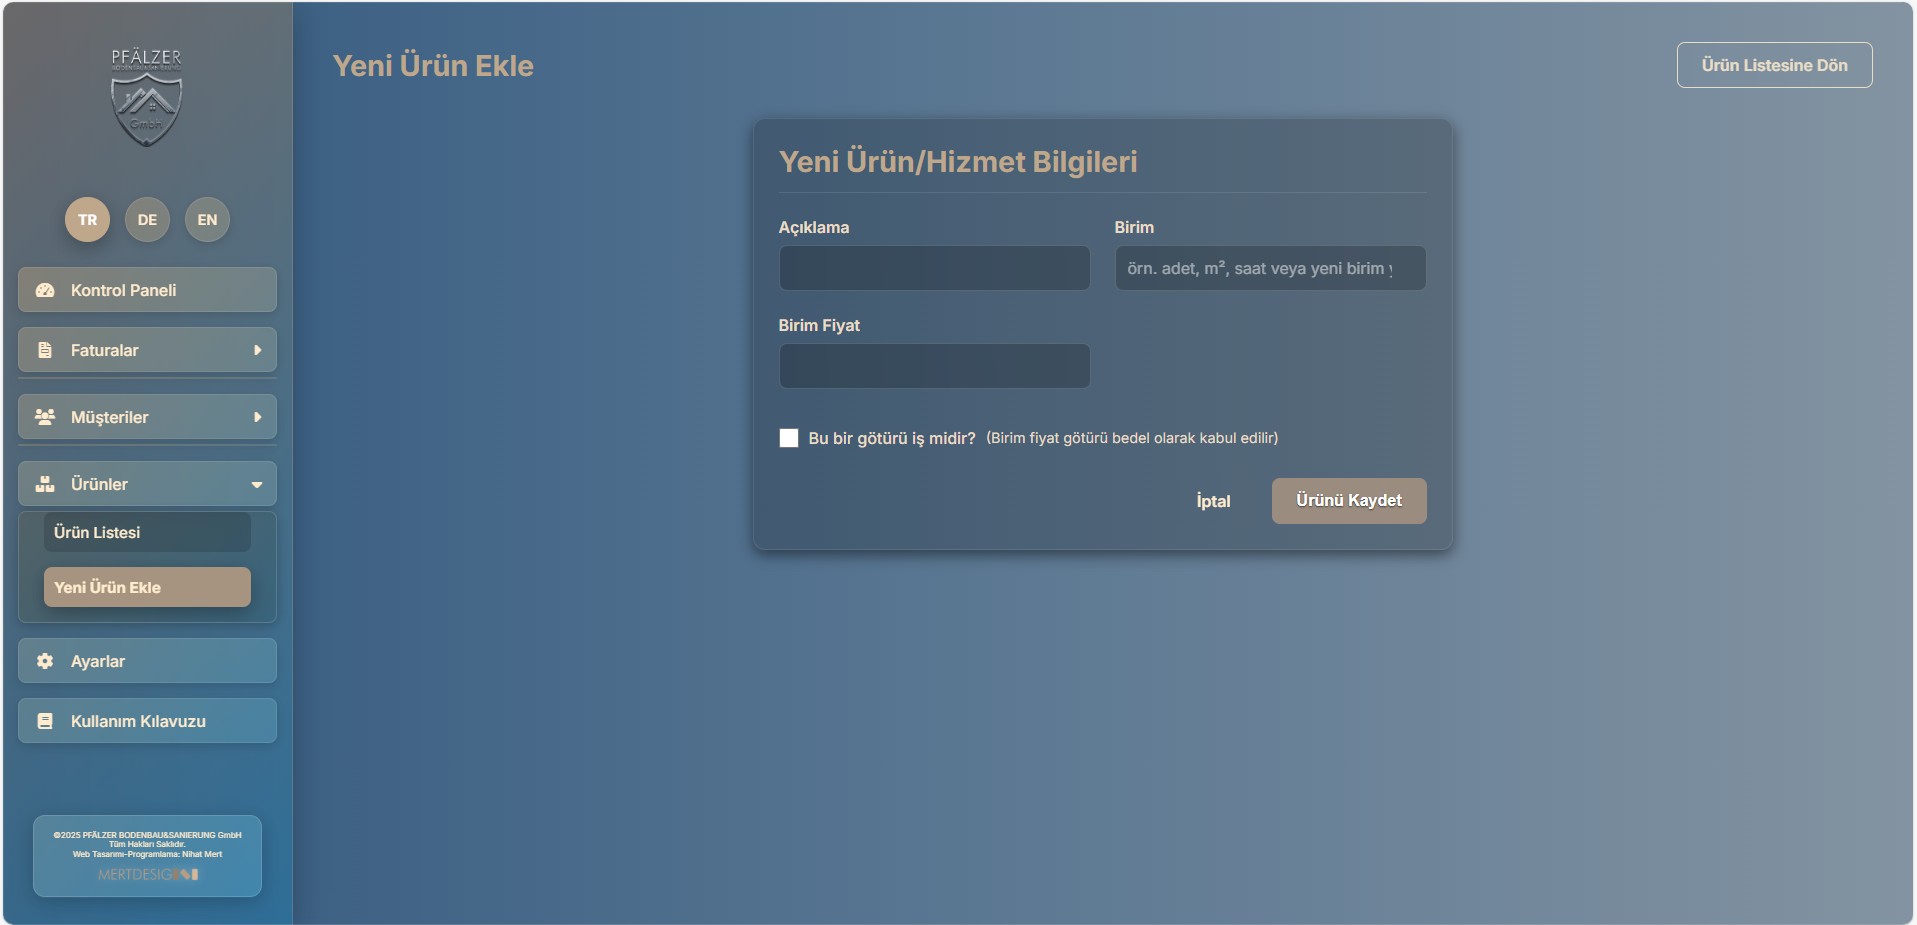 PFÄLZER
Gmbh
TR
DE
EN
Kontrol Paneli
Faturalar
Müşteriler
Ürünler
Ürün Listesi
Yeni Ürün Ekle
Ayarlar
Kullanım Kılavuzu
©2025 PFÄLZER BODENBAU&SANIERUNG GmbH
Tüm Hakları Saklıdır.
Web Tasarımı-Programlama: Nihat Mert
MERTDESIGN
Yeni Ürün Ekle
Ürün Listesine Dön
Yeni Ürün/Hizmet Bilgileri
Açıklama
Birim
örn. adet, m², saat veya yeni birim
Birim Fiyat
Bu bir götürü iş midir? (Birim fiyat götürü bedel olarak kabul edilir)
İptal
Ürünü Kaydet